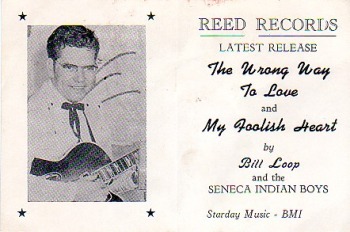 REED RECORDS
LATEST RELEASE
The Wrong Way
To Love
and
My Foolish Heart
by
Bill Loop
and the
SENECA INDIAN BOYS
Starday Music - BMI